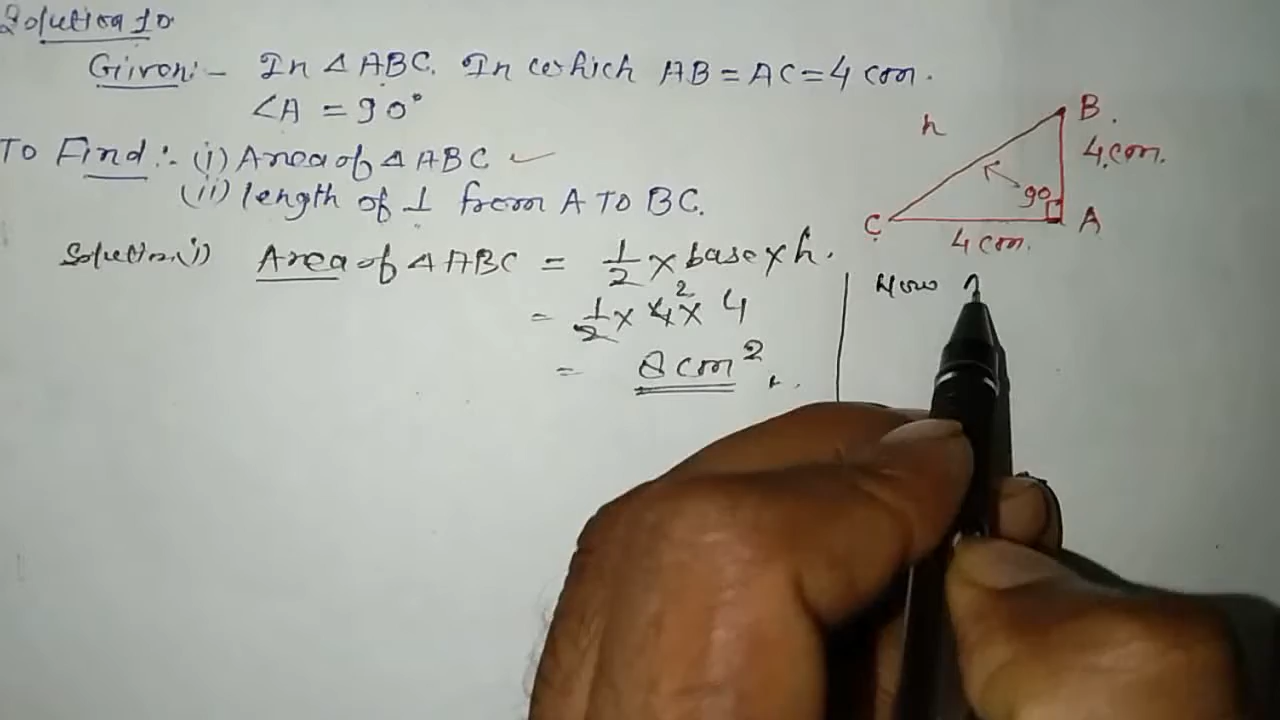 Solution 10
Given:- In △ABC. In which AB=AC=4 cm.
∠A = 90°
To Find:- (i) Area of △ABC ✓
(ii) length of ⊥ from A TO BC.
Solution(i) Area of △ABC = 1/2 × base × h.
= 1/2 × 4 2 × 4
= 8 cm²
h
B.
4 cm.
90
C
A
4 cm.
Now